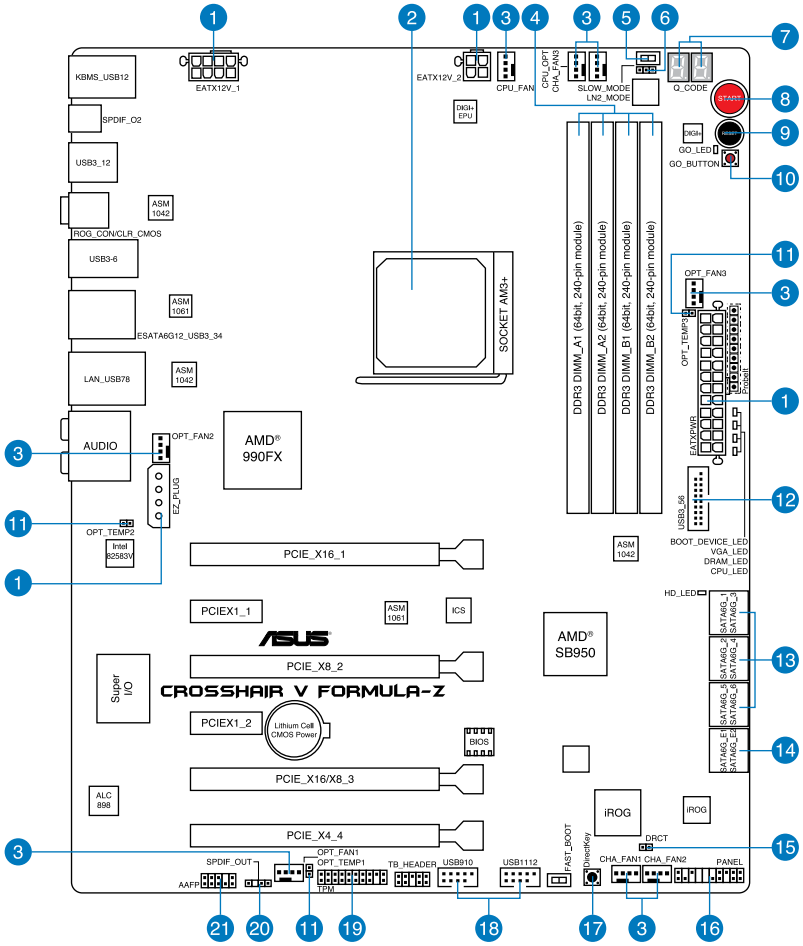 1
2
1
3
4
3
5
6
7
KBMS_USB12
EATX12V_1
EATX12V_2
CPU_FAN
CPU_OPT
CHA_FAN3
SLOW_MODE
LN2_MODE
Q_CODE
START
8
SPDIF_O2
DIGI+
EPU
DIGI+
RESET
9
GO_LED
GO_BUTTON
10
USB3_12
ASM
1042
ROG_CON/CLR_CMOS
USB3-6
11
OPT_FAN3
3
SOCKET AM3+
DDR3 DIMM_A1 (64bit, 240-pin module)
DDR3 DIMM_A2 (64bit, 240-pin module)
DDR3 DIMM_B1 (64bit, 240-pin module)
DDR3 DIMM_B2 (64bit, 240-pin module)
ASM
1061
ESATA6G12_USB3_34
OPT_TEMP3
ProbeIt
LAN_USB78
ASM
1042
1
EATXPWR
AUDIO
3
OPT_FAN2
AMD®
990FX
EZ_PLUG
USB3_56
12
11
OPT_TEMP2
Intel
82583V
1
ASM
1042
BOOT_DEVICE_LED
VGA_LED
DRAM_LED
CPU_LED
PCIE_X16_1
HD_LED
SATA6G_1
SATA6G_3
PCIEX1_1
ASM
1061
ICS
ASUS
AMD®
SB950
SATA6G_2
SATA6G_4
13
PCIE_X8_2
Super
I/O
CROSSHAIR V FORMULA-Z
SATA6G_5
SATA6G_6
PCIEX1_2
Lithium Cell
CMOS Power
BIOS
SATA6G_E1
SATA6G_E2
14
PCIE_X16/X8_3
ALC
898
iROG
iROG
PCIE_X4_4
DRCT
15
3
SPDIF_OUT
OPT_FAN1
OPT_TEMP1
TB_HEADER
USB910
USB1112
FAST_BOOT
DirectKey
CHA_FAN1
CHA_FAN2
PANEL
AAFP
TPM
21
20
11
19
18
17
3
16